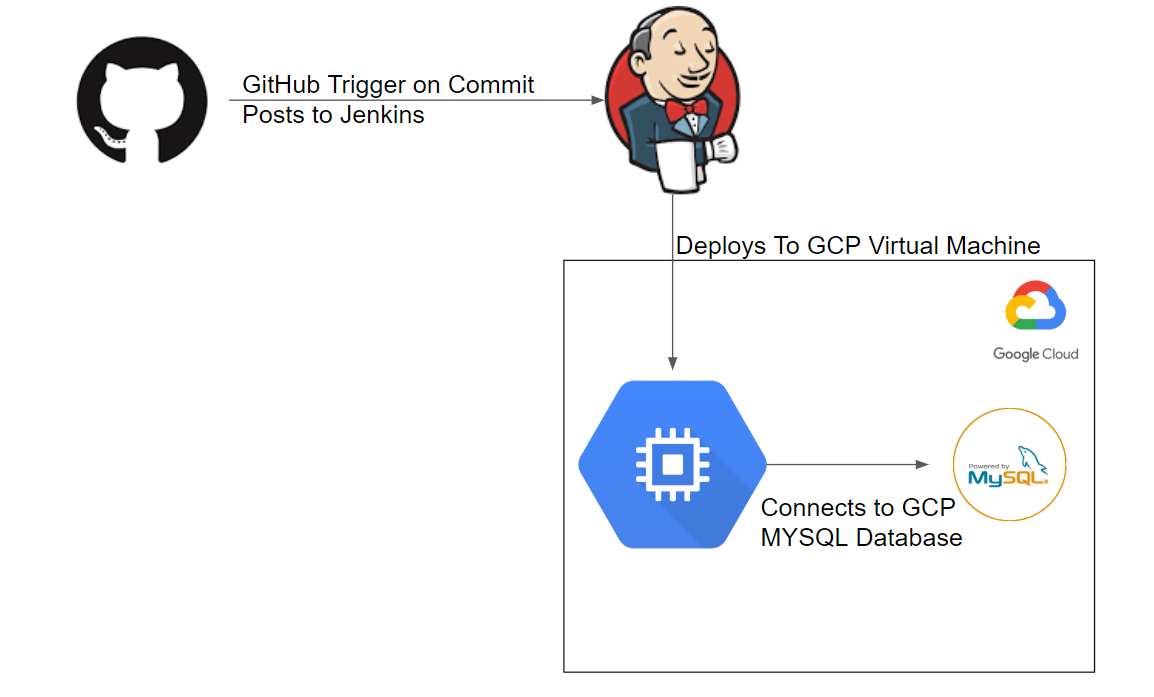 GitHub Trigger on Commit
Posts to Jenkins
Deploys To GCP Virtual Machine
Google Cloud
Powered by
MySQL®
Connects to GCP
MYSQL Database